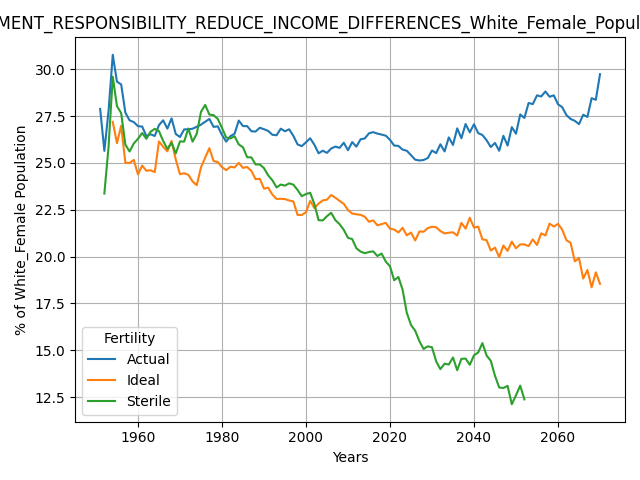 MENT_RESPONSIBILITY_REDUCE_INCOME_DIFFERENCES_White_Female_Popul
% of White_Female Population
30.0
27.5
25.0
22.5
20.0
17.5
15.0
12.5
Fertility
Actual
Ideal
Sterile
1960
1980
2000
2020
2040
2060
Years